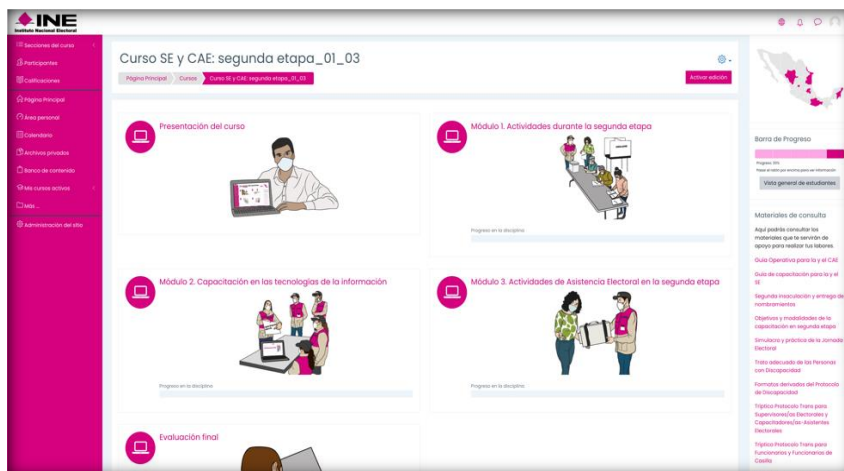 INE
Instituto Nacional Electoral
Secciones del curso
Participantes
Calificaciones
Página Principal
Área personal
Calendario
Archivos privados
Banco de contenido
Mis cursos activos
Más...
Administración del sitio
Curso SE y CAE: segunda etapa_01_03
Página Principal
Cursos
Curso SE y CAE: segunda etapa_01_03
Activar edición
Presentación del curso
Módulo 1. Actividades durante la segunda etapa
Progreso en la disciplina:
Módulo 2. Capacitación en las tecnologías de la información
Progreso en la disciplina:
Módulo 3. Actividades de Asistencia Electoral en la segunda etapa
Progreso en la disciplina:
Evaluación final
Barra de Progreso
Pasar el ratón por encima para ver información.
Vista general de estudiantes
Materiales de consulta
Aquí podrás consultar los
materiales que te servirán de
apoyo para realizar tus labores
Guía Operativa para la y el CAE
Guía de capacitación para la y el
SE
Segunda insaculación y entrega de
nombramientos
Objetivos y modalidades de la
capacitación en segunda etapa
Simulacro y práctica de la Jornada
Electoral
Trato adecuado de las Personas
con Discapacidad
Formatos derivados del Protocolo
de Discapacidad
Tríptico Protocolo Trans para
Supervisores/as Electorales y
Capacitadores/as-Asistentes
Electorales
Tríptico Protocolo Trans para
Funcionarios y Funcionarias de
Casilla